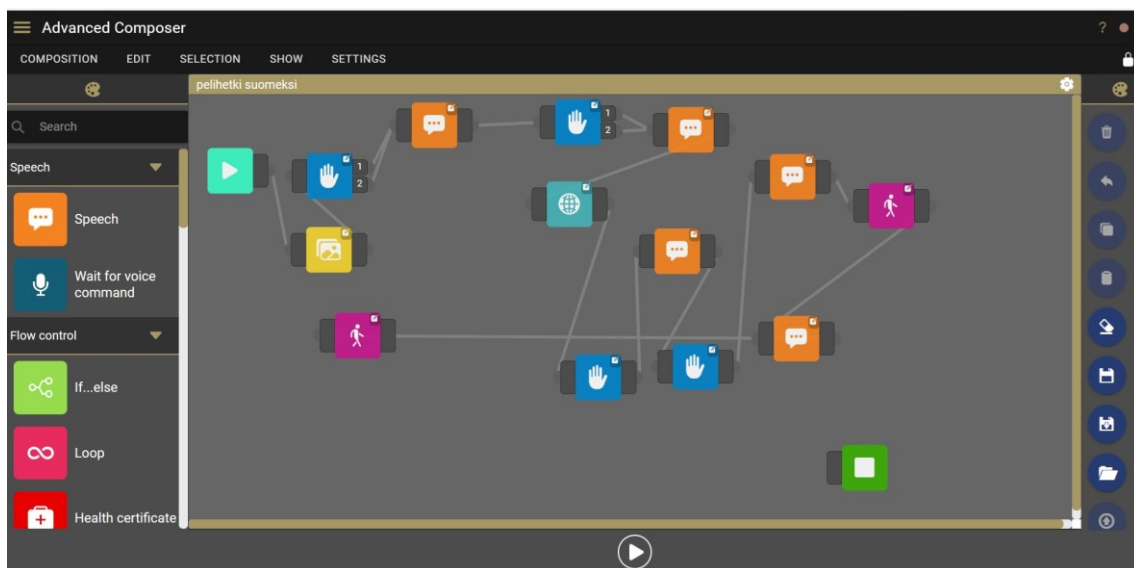 Advanced Composer
?
COMPOSITION EDIT SELECTION SHOW SETTINGS
pelihetki suomeksi
Search
Speech
Speech
Wait for voice
command
Flow control
If...else
Loop
Health certificate
1
2
1
2